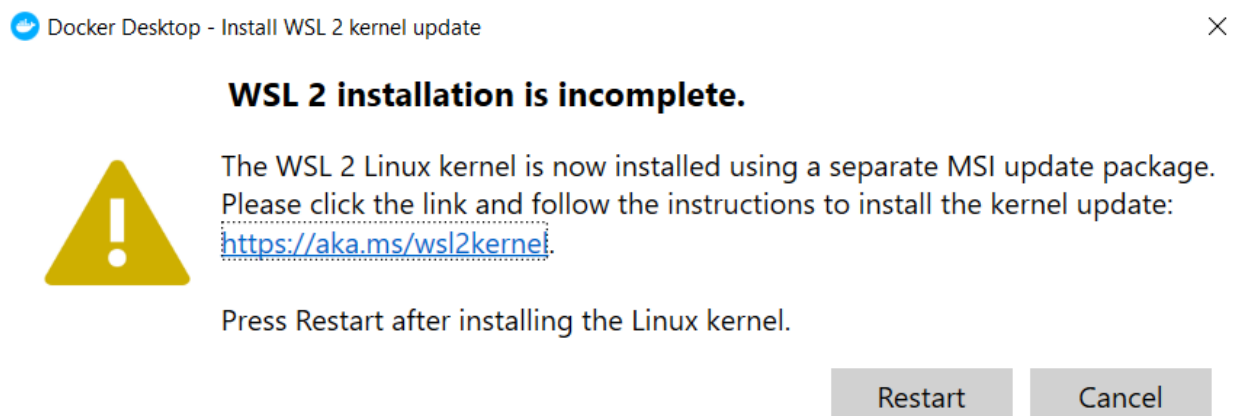 Docker Desktop - Install WSL 2 kernel update
WSL 2 installation is incomplete.
The WSL 2 Linux kernel is now installed using a separate MSI update package.
Please click the link and follow the instructions to install the kernel update:
https://aka.ms/wsl2kernel.
Press Restart after installing the Linux kernel.
Restart Cancel